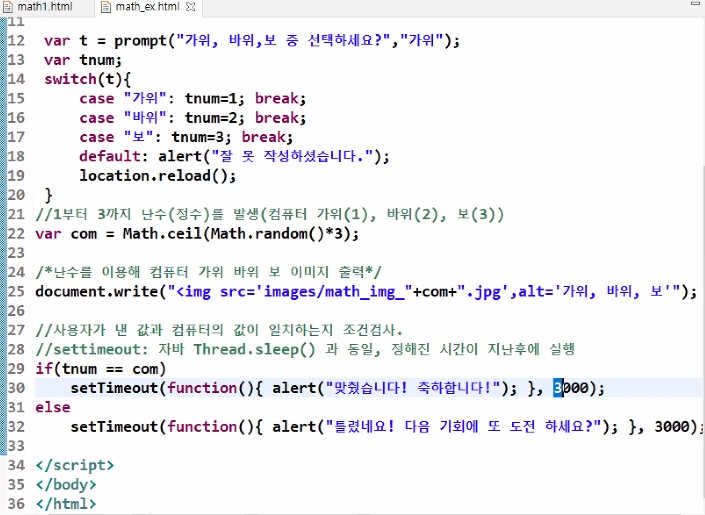 math1.html math_ex.html
11
12 var t = prompt("가위, 바위,보 중 선택하세요?","가위");
13 var tnum;
14 switch(t){
15 case "가위": tnum=1; break;
16 case "바위": tnum=2; break;
17 case "보": tnum=3; break;
18 default: alert("잘 못 작성하셨습니다.");
19 location.reload();
20 }
21 //1부터 3까지 난수(정수)를 발생(컴퓨터 가위(1), 바위(2), 보(3))
22 var com = Math.ceil(Math.random()*3);
23
24 /*난수를 이용해 컴퓨터 가위 바위 보 이미지 출력*/
25 document.write("<img src='images/math_img_"+com+".jpg',alt='가위, 바위, 보'");
26
27 //사용자가 낸 값과 컴퓨터의 값이 일치하는지 조건검사.
28 //settimeout: 자바 Thread.sleep() 과 동일, 정해진 시간이 지난후에 실행
29 if(tnum == com)
30 setTimeout(function(){ alert("맞췄습니다! 축하합니다!"); }, 3000);
31 else
32 setTimeout(function(){ alert("틀렸네요! 다음 기회에 또 도전 하세요?"); }, 3000);
33
34 </script>
35 </body>
36 </html>